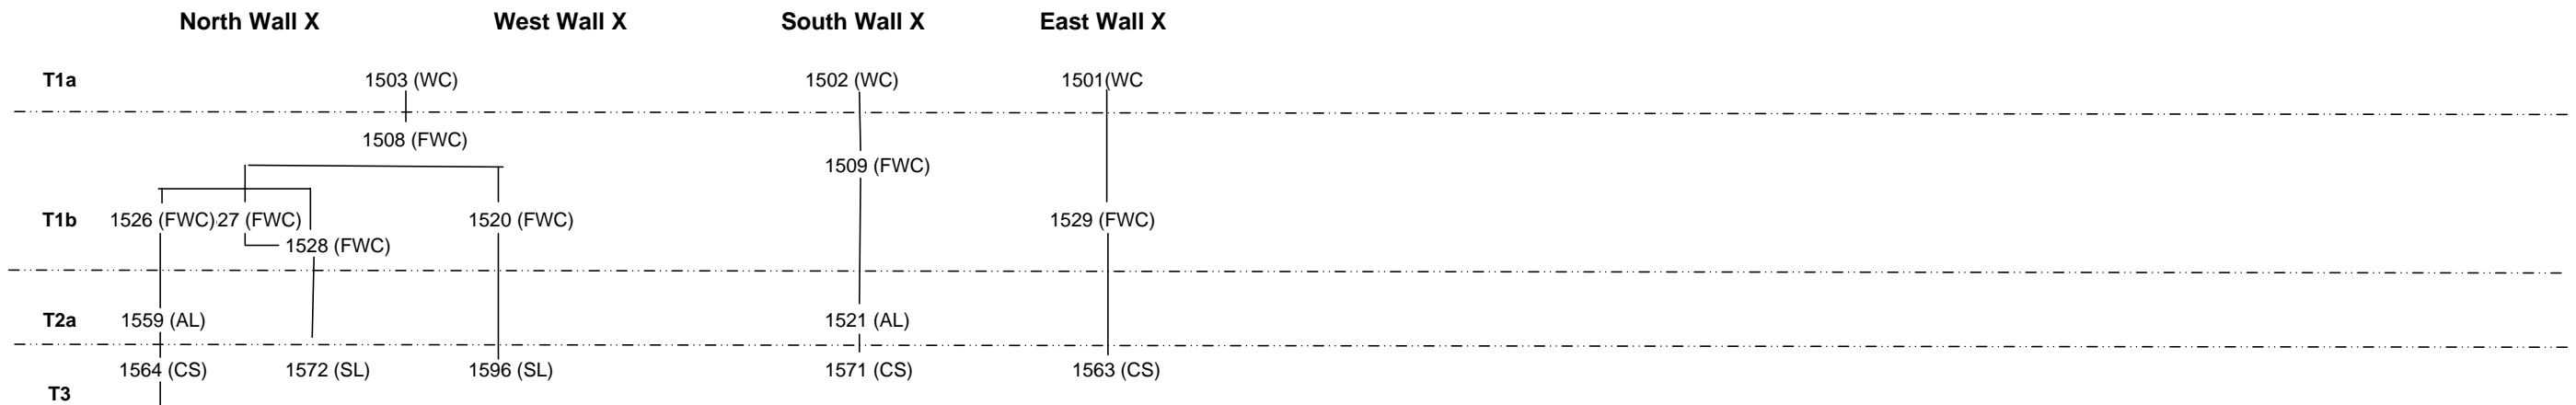 North Wall X West Wall X South Wall X East Wall X
T1a 1503 (WC) 1502 (WC) 1501(WC
1508 (FWC)
1509 (FWC)
T1b 1526 (FWC) 27 (FWC) 1520 (FWC) 1529 (FWC)
1528 (FWC)
T2a 1559 (AL) 1521 (AL)
1564 (CS) 1572 (SL) 1596 (SL) 1571 (CS) 1563 (CS)
T3